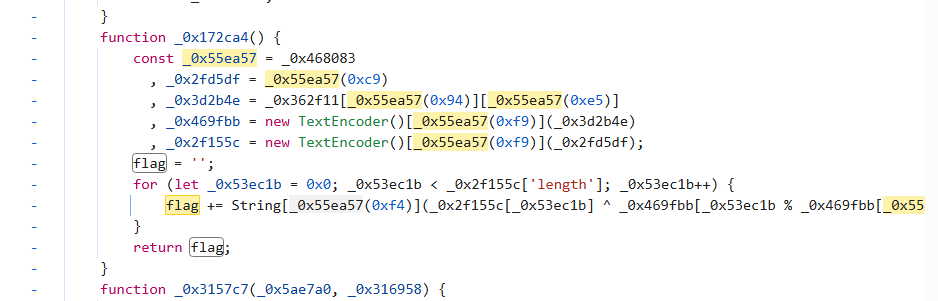 }
function _0x172ca4() {
const _0x55ea57 = _0x468083
, _0x2fd5df = _0x55ea57(0xc9)
, _0x3d2b4e = _0x362f11[_0x55ea57(0x94)][_0x55ea57(0xe5)]
, _0x469fbb = new TextEncoder()[_0x55ea57(0xf9)](_0x3d2b4e)
, _0x2f155c = new TextEncoder()[_0x55ea57(0xf9)](_0x2fd5df);
flag = '';
for (let _0x53ec1b = 0x0; _0x53ec1b < _0x2f155c['length']; _0x53ec1b++) {
flag += String[_0x55ea57(0xf4)](_0x2f155c[_0x53ec1b] ^ _0x469fbb[_0x53ec1b % _0x469fbb[_0x55
}
return flag;
}
function _0x3157c7(_0x5ae7a0, _0x316958) {